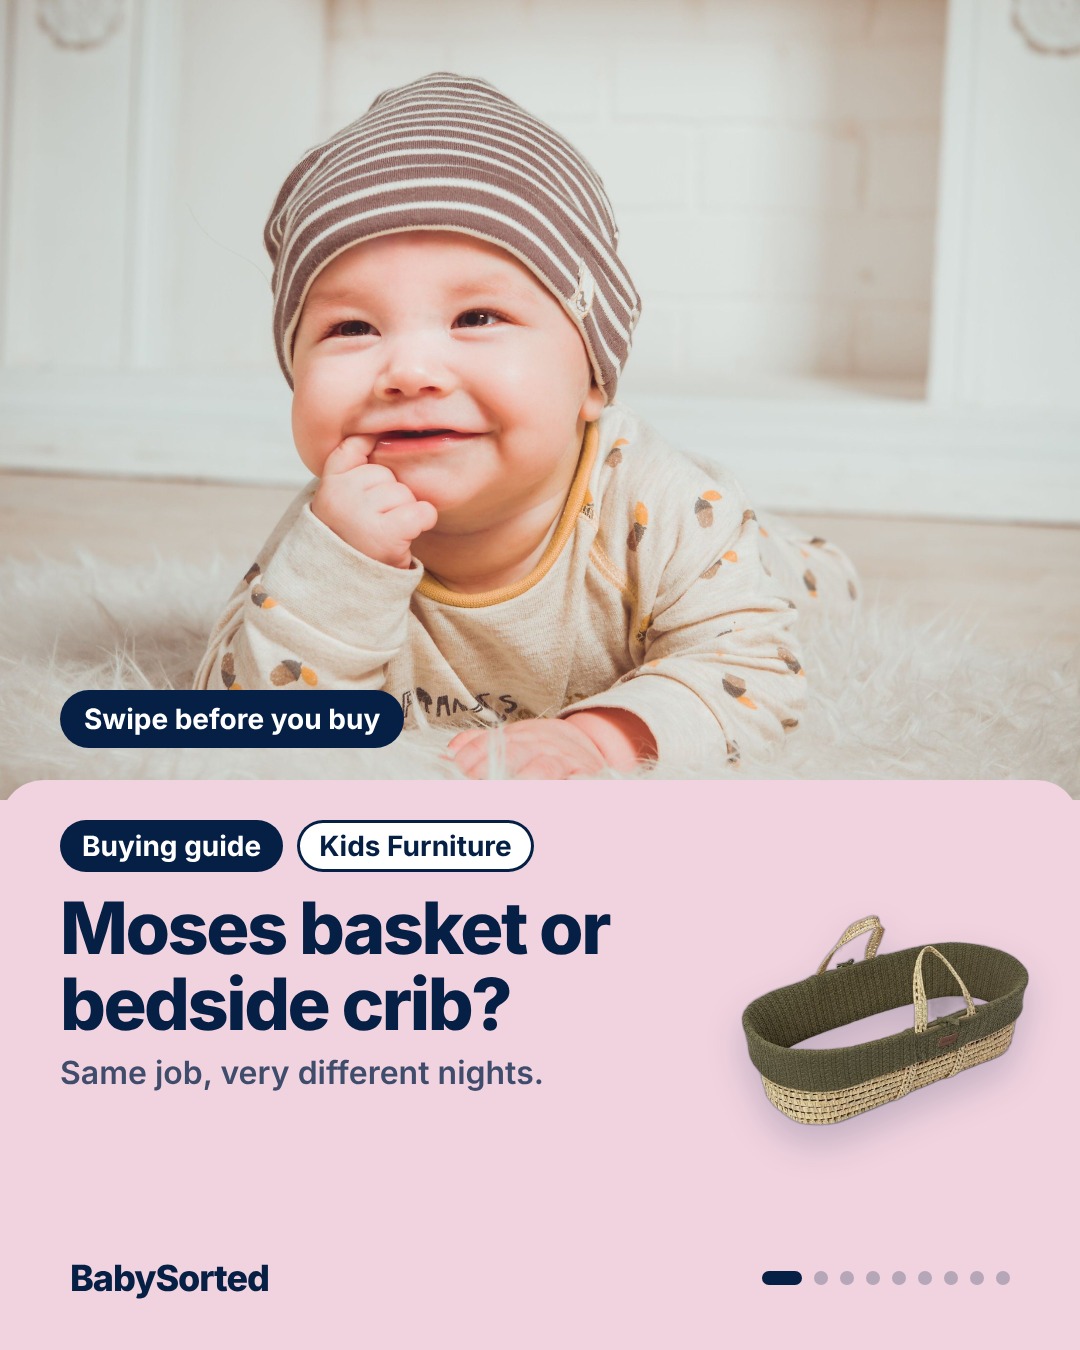 Swipe before you buy
Buying guide
Kids Furniture
Moses basket or
bedside crib?
Same job, very different nights.
BabySorted